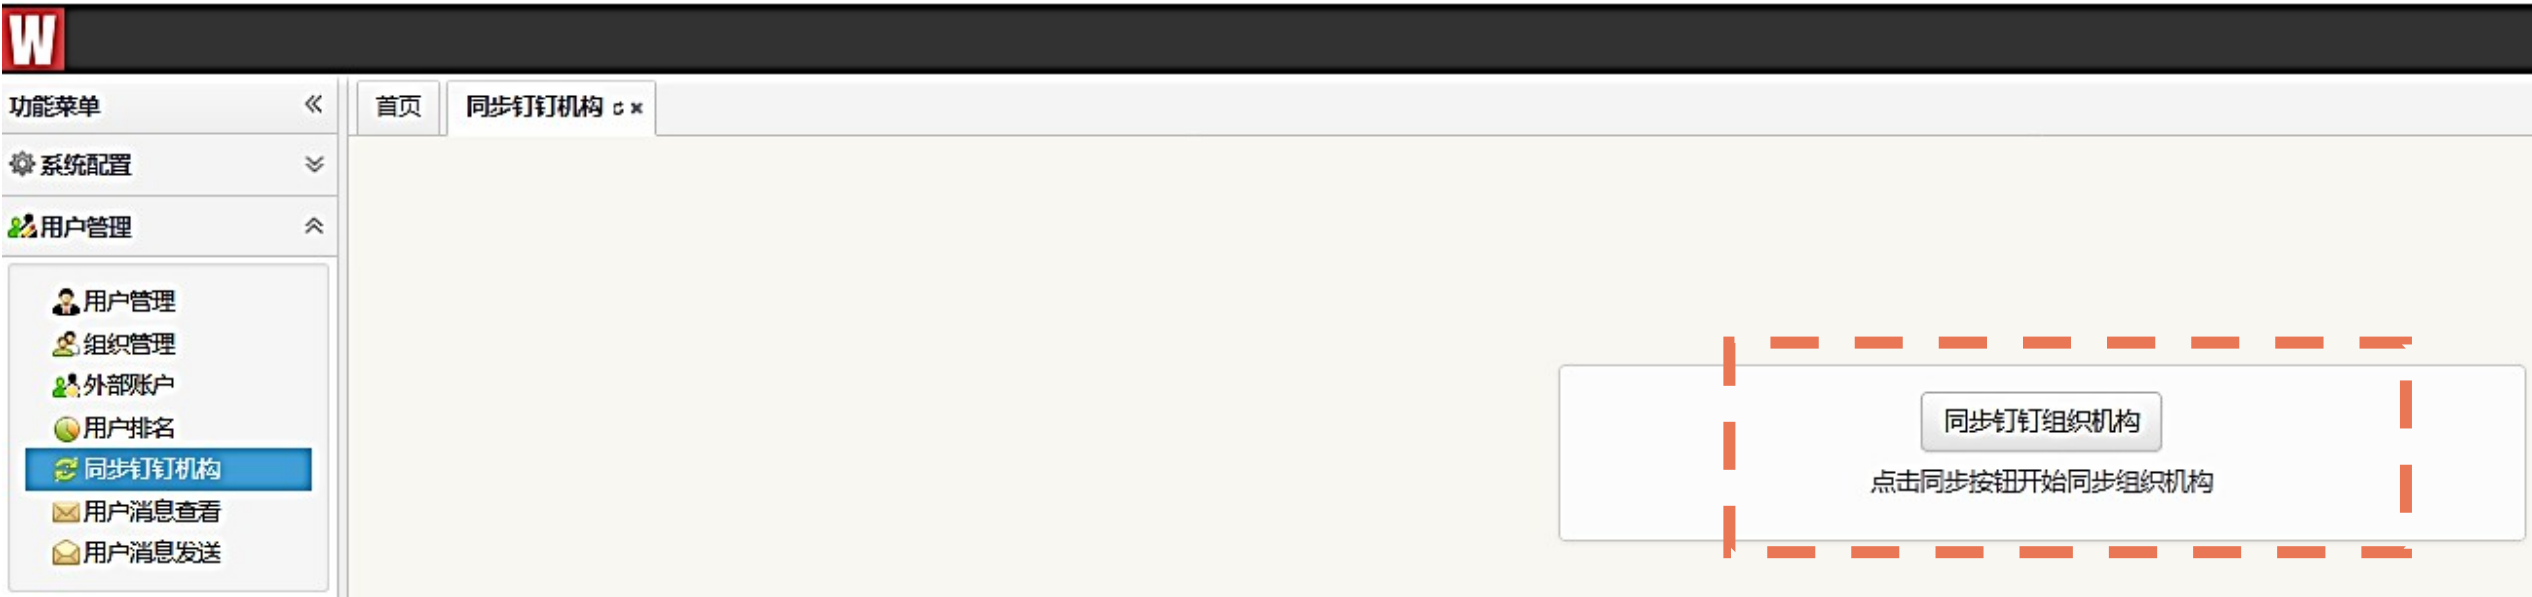 W
功能菜单
首页
同步钉钉机构
系统配置
用户管理
用户管理
组织管理
外部账户
用户排名
同步钉钉机构
用户消息查看
用户消息发送
同步钉钉组织机构
点击同步按钮开始同步组织机构